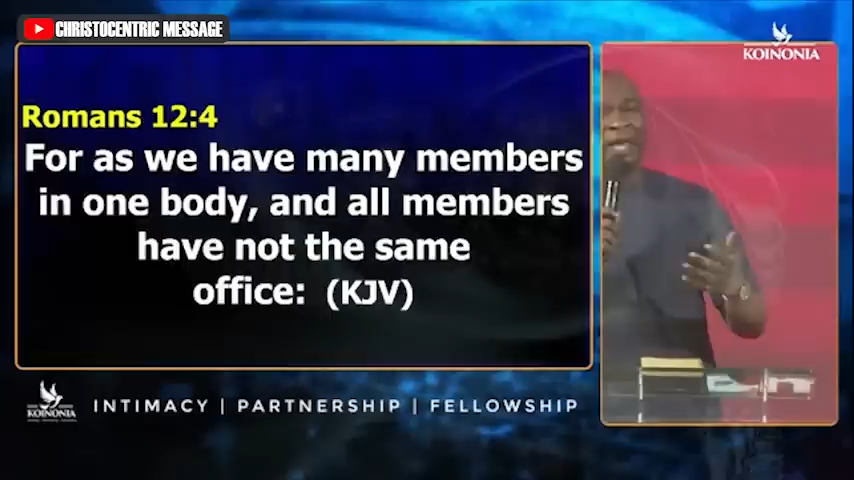 CHRISTOCENTRIC MESSAGE
KOINONIA
Romans 12:4
For as we have many members
in one body, and all members
have not the same
office: (KJV)
KOINONIA
INTIMACY | PARTNERSHIP | FELLOWSHIP